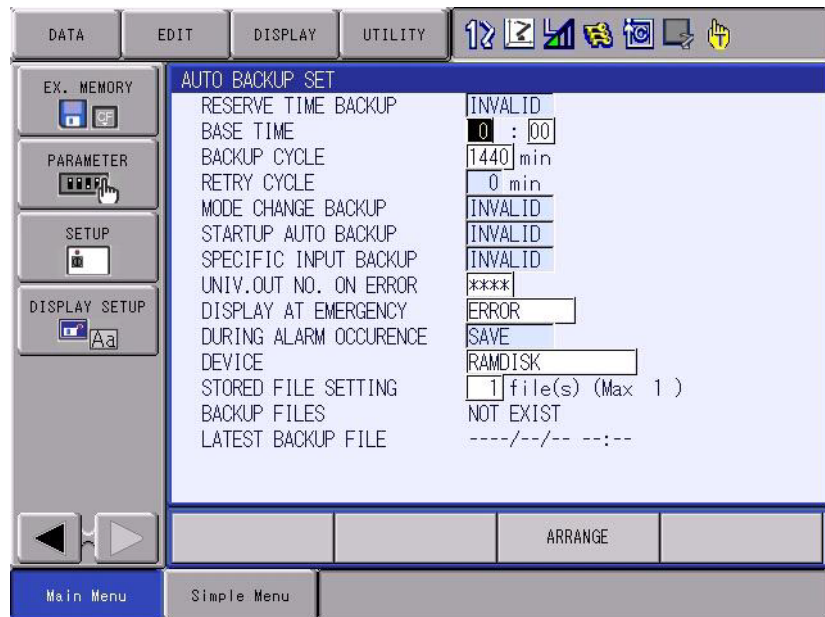 DATA EDIT DISPLAY UTILITY
EX. MEMORY
CF
PARAMETER
SETUP
DISPLAY SETUP
Aa
AUTO BACKUP SET
RESERVE TIME BACKUP INVALID
BASE TIME 0 : 00
BACKUP CYCLE 1440 min
RETRY CYCLE 0 min
MODE CHANGE BACKUP INVALID
STARTUP AUTO BACKUP INVALID
SPECIFIC INPUT BACKUP INVALID
UNIV.OUT NO. ON ERROR ****
DISPLAY AT EMERGENCY ERROR
DURING ALARM OCCURENCE SAVE
DEVICE RAMDISK
STORED FILE SETTING 1 file(s) (Max 1 )
BACKUP FILES NOT EXIST
LATEST BACKUP FILE ----/--/-- --:--
ARRANGE
Main Menu Simple Menu